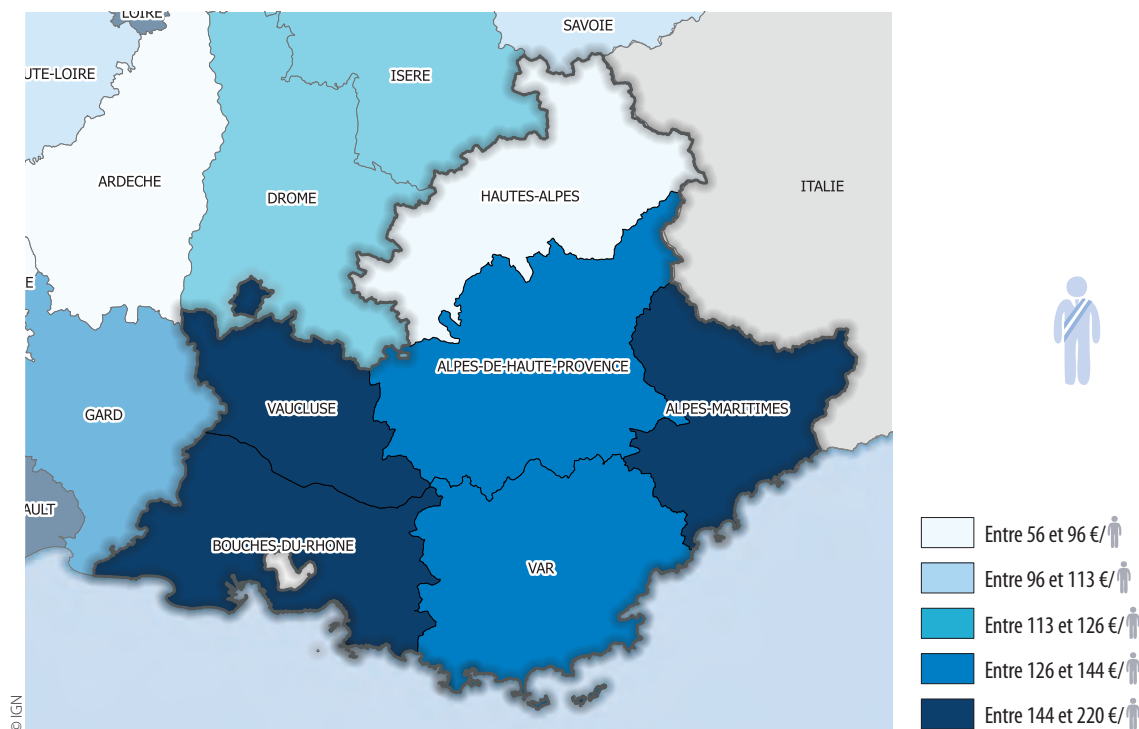 LOIRE
SAVOIE
UTE-LOIRE
ISERE
ARDECHE
HAUTES-ALPES
ITALIE
DROME
E
ALPES-DE-HAUTE-PROVENCE
GARD
VAUCLUSE
ALPES-MARITIMES
AULT
BOUCHES-DU-RHONE
VAR
© IGN
Entre 56 et 96 €/
Entre 96 et 113 €/
Entre 113 et 126 €/
Entre 126 et 144 €/
Entre 144 et 220 €/